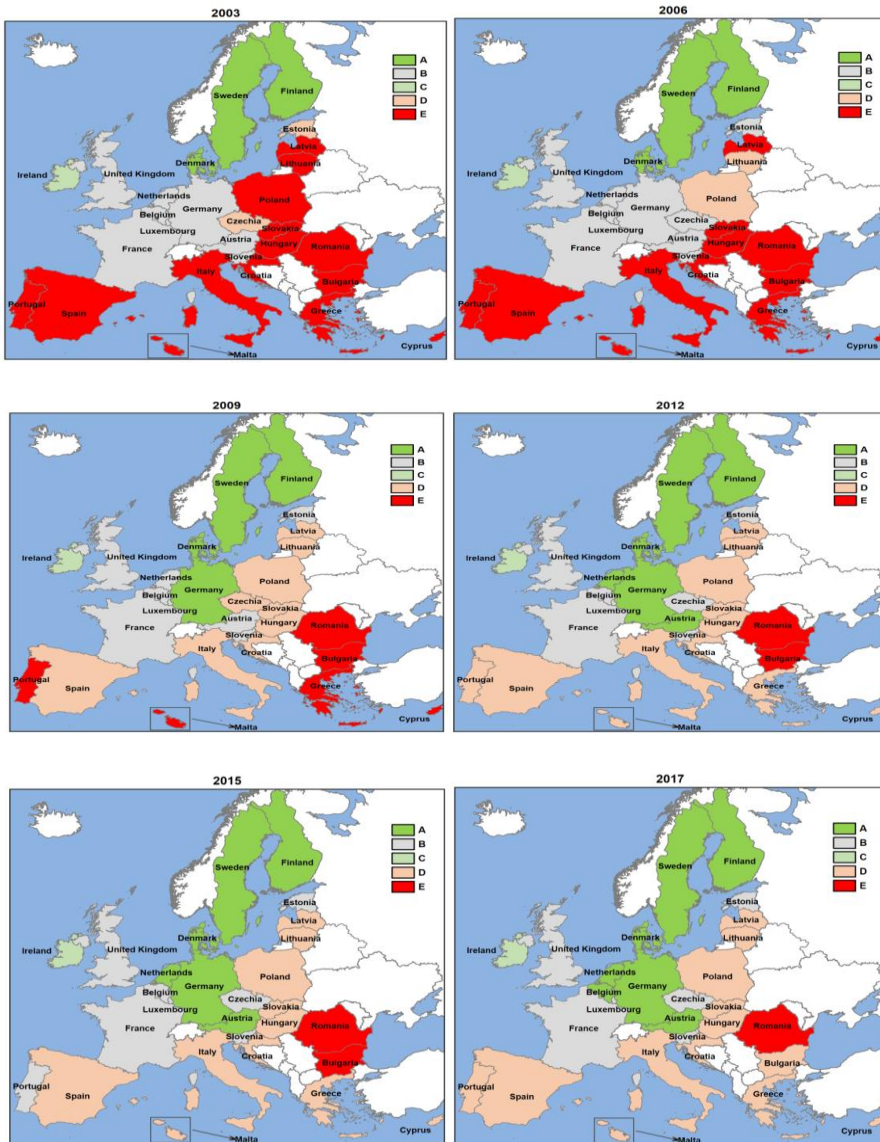 2003
A
B
C
D
E
Finland
Sweden
Estonia
Latvia
Lithuania
Denmark
Ireland
United Kingdom
Netherlands
Poland
Belgium
Germany
Luxembourg
Czechia
Slovakia
France
Austria
Hungary
Romania
Slovenia
Italy
Croatia
Bulgaria
Portugal
Spain
Greece
Malta
Cyprus
2006
A
B
C
D
E
Finland
Sweden
Estonia
Latvia
Lithuania
Denmark
Ireland
United Kingdom
Netherlands
Poland
Belgium
Germany
Luxembourg
Czechia
Slovakia
France
Austria
Hungary
Romania
Slovenia
Italy
Croatia
Bulgaria
Portugal
Spain
Greece
Malta
Cyprus
2009
A
B
C
D
E
Finland
Sweden
Estonia
Latvia
Lithuania
Denmark
Ireland
United Kingdom
Netherlands
Poland
Belgium
Germany
Luxembourg
Czechia
Slovakia
France
Austria
Hungary
Romania
Slovenia
Italy
Croatia
Bulgaria
Portugal
Spain
Greece
Malta
Cyprus
2012
A
B
C
D
E
Finland
Sweden
Estonia
Latvia
Lithuania
Denmark
Ireland
United Kingdom
Netherlands
Poland
Belgium
Germany
Luxembourg
Czechia
Slovakia
France
Austria
Hungary
Romania
Slovenia
Italy
Croatia
Bulgaria
Portugal
Spain
Greece
Malta
Cyprus
2015
A
B
C
D
E
Finland
Sweden
Estonia
Latvia
Lithuania
Denmark
Ireland
United Kingdom
Netherlands
Poland
Belgium
Germany
Luxembourg
Czechia
Slovakia
France
Austria
Hungary
Romania
Slovenia
Italy
Croatia
Bulgaria
Portugal
Spain
Greece
Malta
Cyprus
2017
A
B
C
D
E
Finland
Sweden
Estonia
Latvia
Lithuania
Denmark
Ireland
United Kingdom
Netherlands
Poland
Belgium
Germany
Luxembourg
Czechia
Slovakia
France
Austria
Hungary
Romania
Slovenia
Italy
Croatia
Bulgaria
Portugal
Spain
Greece
Malta
Cyprus